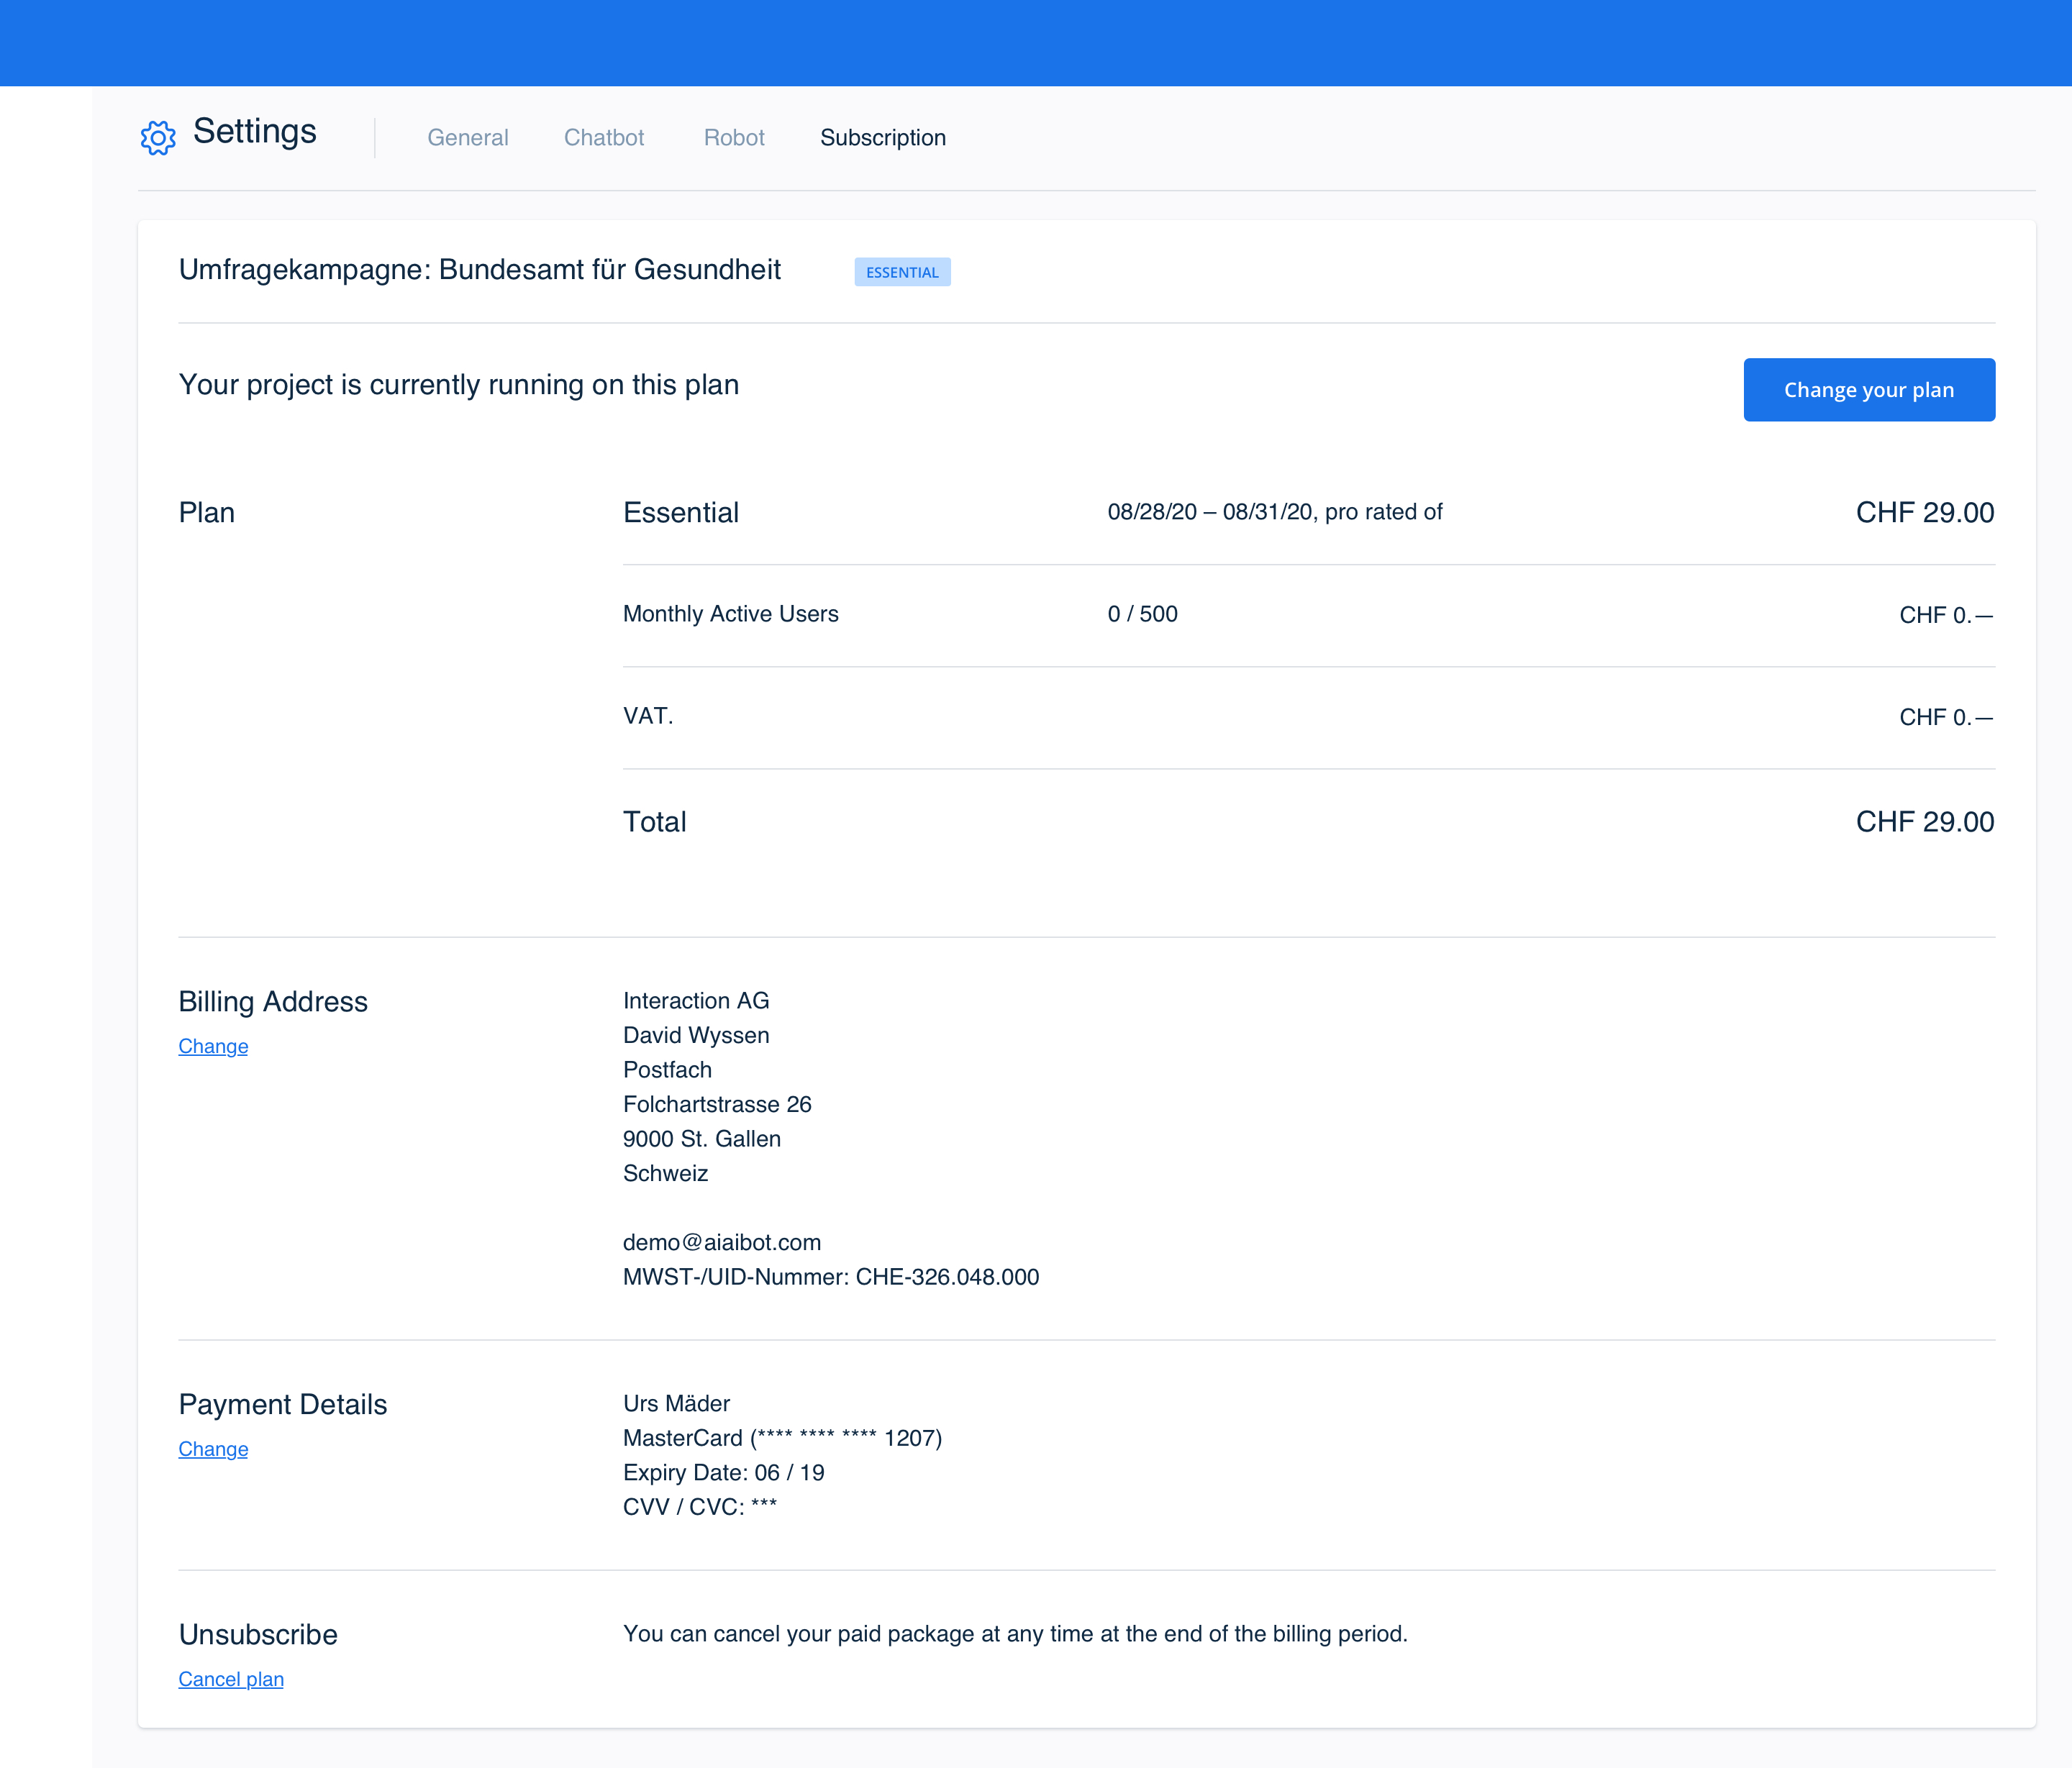 Settings
General Chatbot Robot Subscription
Umfragekampagne: Bundesamt für Gesundheit ESSENTIAL
Your project is currently running on this plan
Change your plan
Plan Essential 08/28/20 – 08/31/20, pro rated of CHF 29.00
Monthly Active Users 0 / 500 CHF 0.—
VAT. CHF 0.—
Total CHF 29.00
Billing Address
Change
Interaction AG
David Wyssen
Postfach
Folchartstrasse 26
9000 St. Gallen
Schweiz
demo@aiaibot.com
MWST-/UID-Nummer: CHE-326.048.000
Payment Details
Change
Urs Mäder
MasterCard (**** **** **** 1207)
Expiry Date: 06 / 19
CVV / CVC: ***
Unsubscribe
Cancel plan
You can cancel your paid package at any time at the end of the billing period.